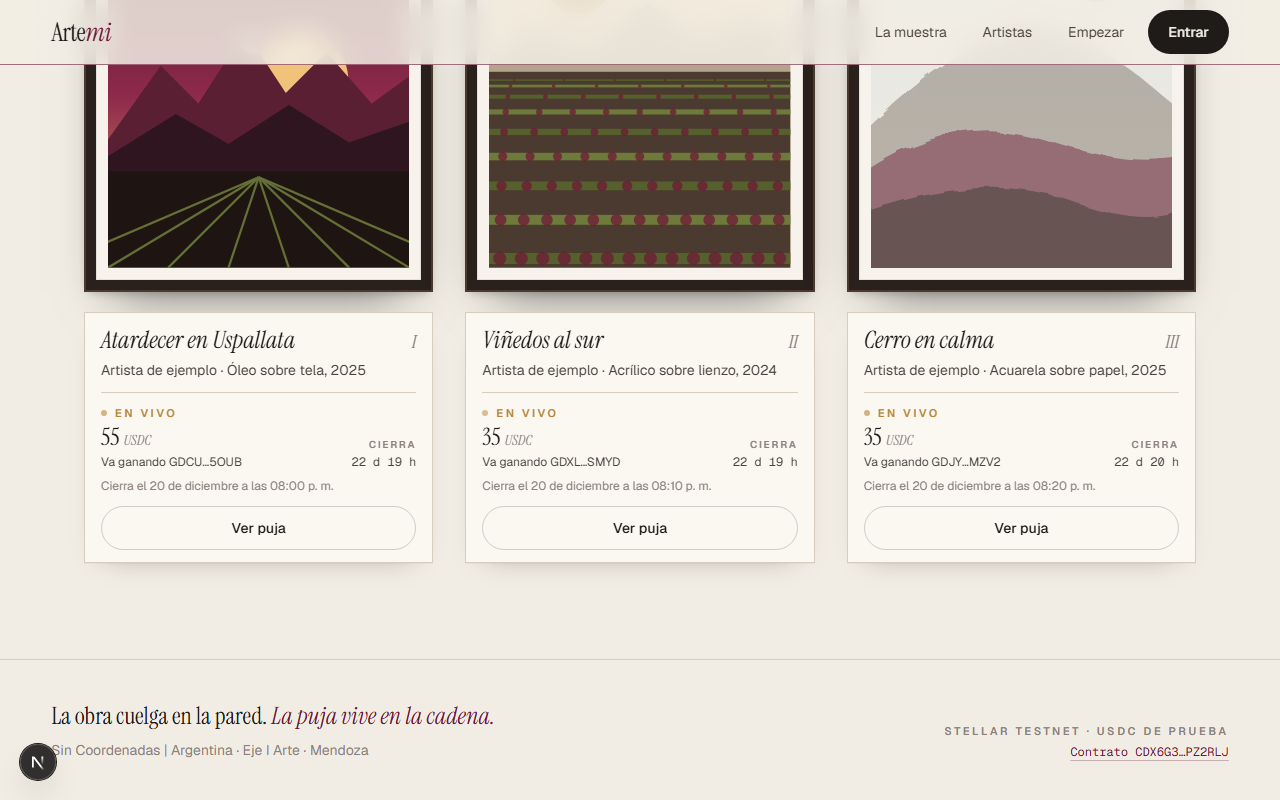 Artemi
La muestra
Artistas
Empezar
Entrar
Atardecer en Uspallata I
Artista de ejemplo · Óleo sobre tela, 2025
EN VIVO
55 USDC
CIERRA
Va ganando GDCU…5OUB 22 d 19 h
Cierra el 20 de diciembre a las 08:00 p. m.
Ver puja
Viñedos al sur II
Artista de ejemplo · Acrílico sobre lienzo, 2024
EN VIVO
35 USDC
CIERRA
Va ganando GDXL…SMYD 22 d 19 h
Cierra el 20 de diciembre a las 08:10 p. m.
Ver puja
Cerro en calma III
Artista de ejemplo · Acuarela sobre papel, 2025
EN VIVO
35 USDC
CIERRA
Va ganando GDJY…MZV2 22 d 20 h
Cierra el 20 de diciembre a las 08:20 p. m.
Ver puja
La obra cuelga en la pared. La puja vive en la cadena.
Sin Coordenadas | Argentina · Eje I Arte · Mendoza
STELLAR TESTNET · USDC DE PRUEBA
Contrato CDX6G3…PZ2RLJ
N